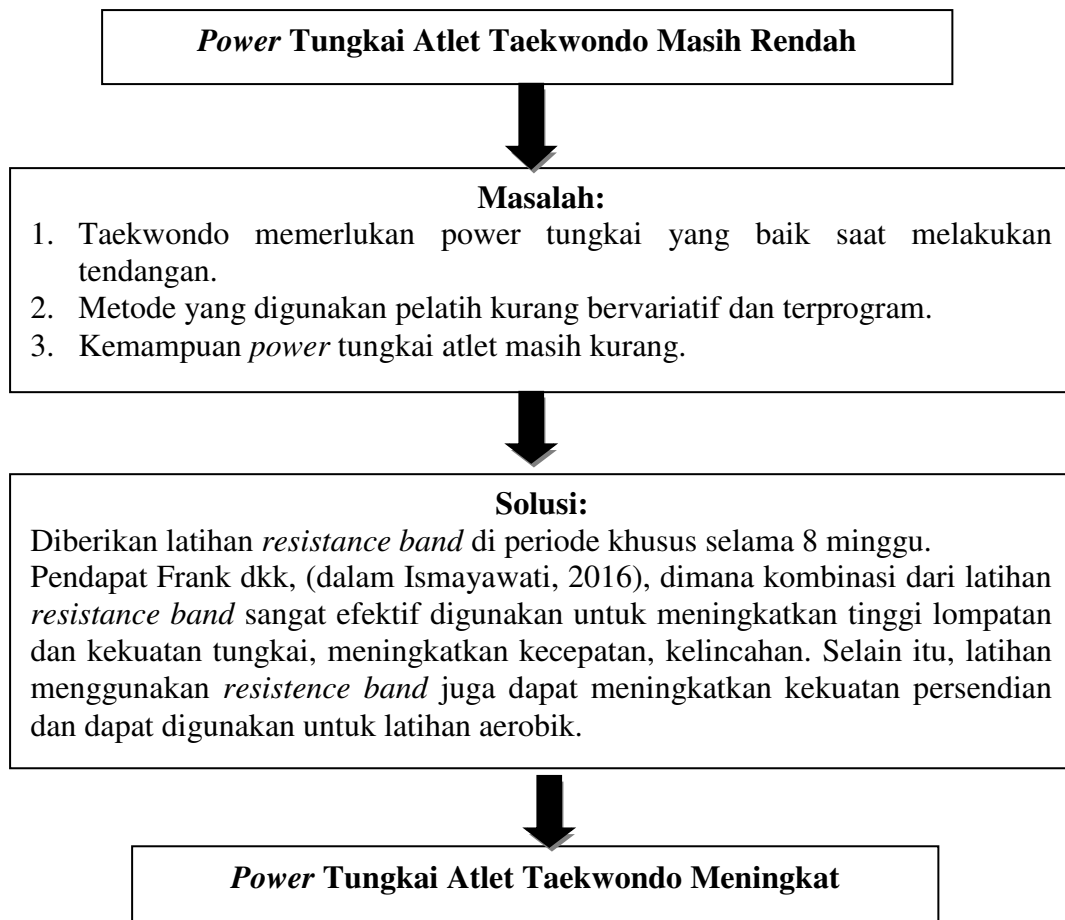 Power Tungkai Atlet Taekwondo Masih Rendah
Masalah:
1. Taekwondo memerlukan power tungkai yang baik saat melakukan
tendangan.
2. Metode yang digunakan pelatih kurang bervariatif dan terprogram.
3. Kemampuan power tungkai atlet masih kurang.
Solusi:
Diberikan latihan resistance band di periode khusus selama 8 minggu.
Pendapat Frank dkk, (dalam Ismayawati, 2016), dimana kombinasi dari latihan
resistance band sangat efektif digunakan untuk meningkatkan tinggi lompatan
dan kekuatan tungkai, meningkatkan kecepatan, kelincahan. Selain itu, latihan
menggunakan resistence band juga dapat meningkatkan kekuatan persendian
dan dapat digunakan untuk latihan aerobik.
Power Tungkai Atlet Taekwondo Meningkat